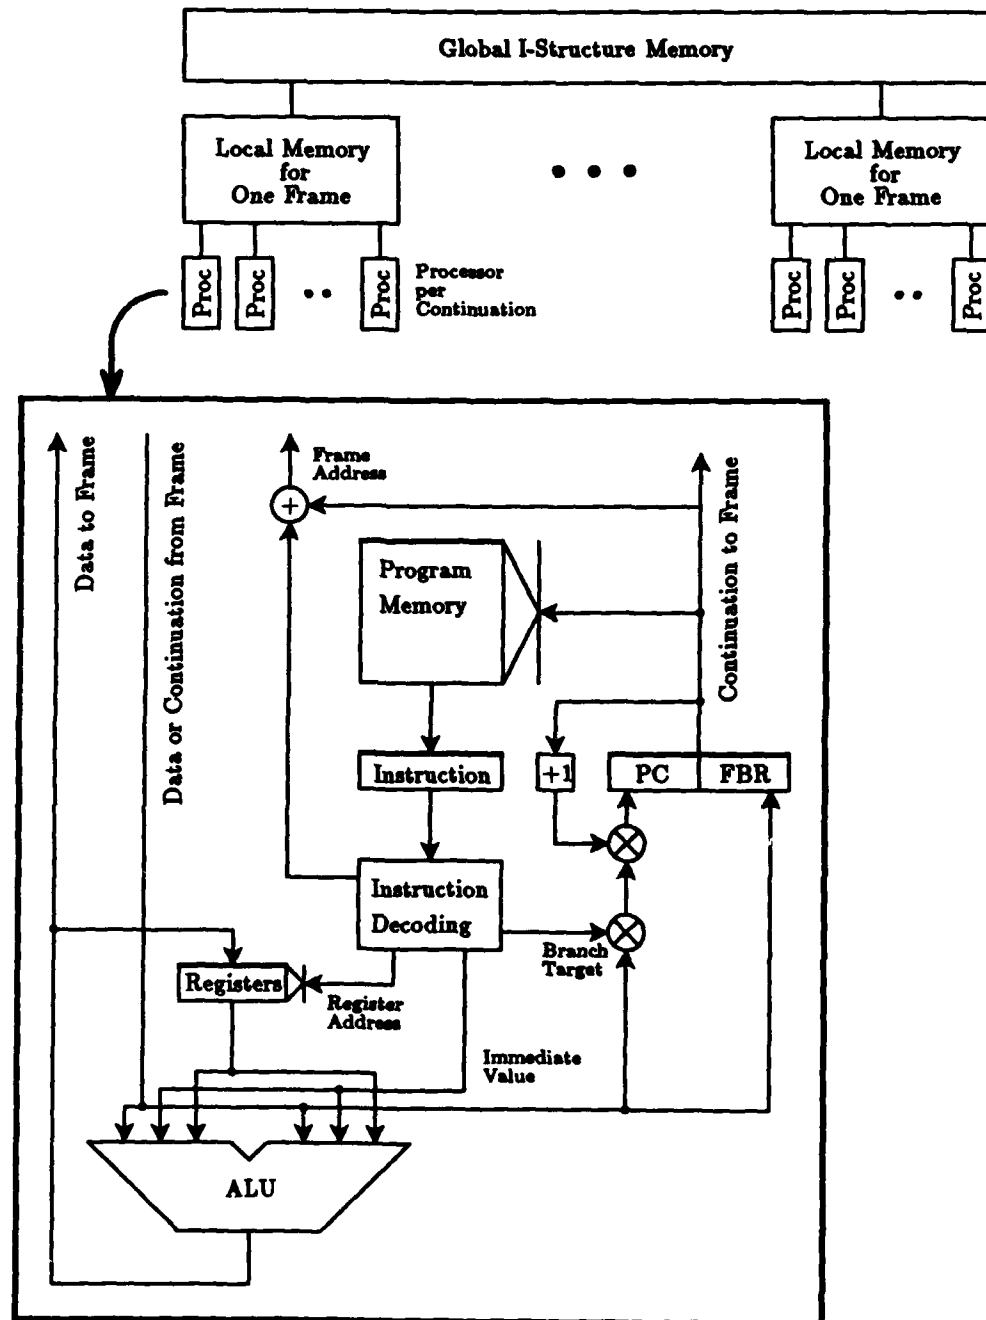 Global I-Structure Memory
Local Memory
for
One Frame
Local Memory
for
One Frame
Proc
Proc
Proc
Processor
per
Continuation
Proc
Proc
Proc
Data to Frame
Data or Continuation from Frame
Frame
Address
+
Continuation to Frame
Program
Memory
Instruction
+1
PC
FBR
Instruction
Decoding
Branch
Target
Registers
Register
Address
Immediate
Value
ALU